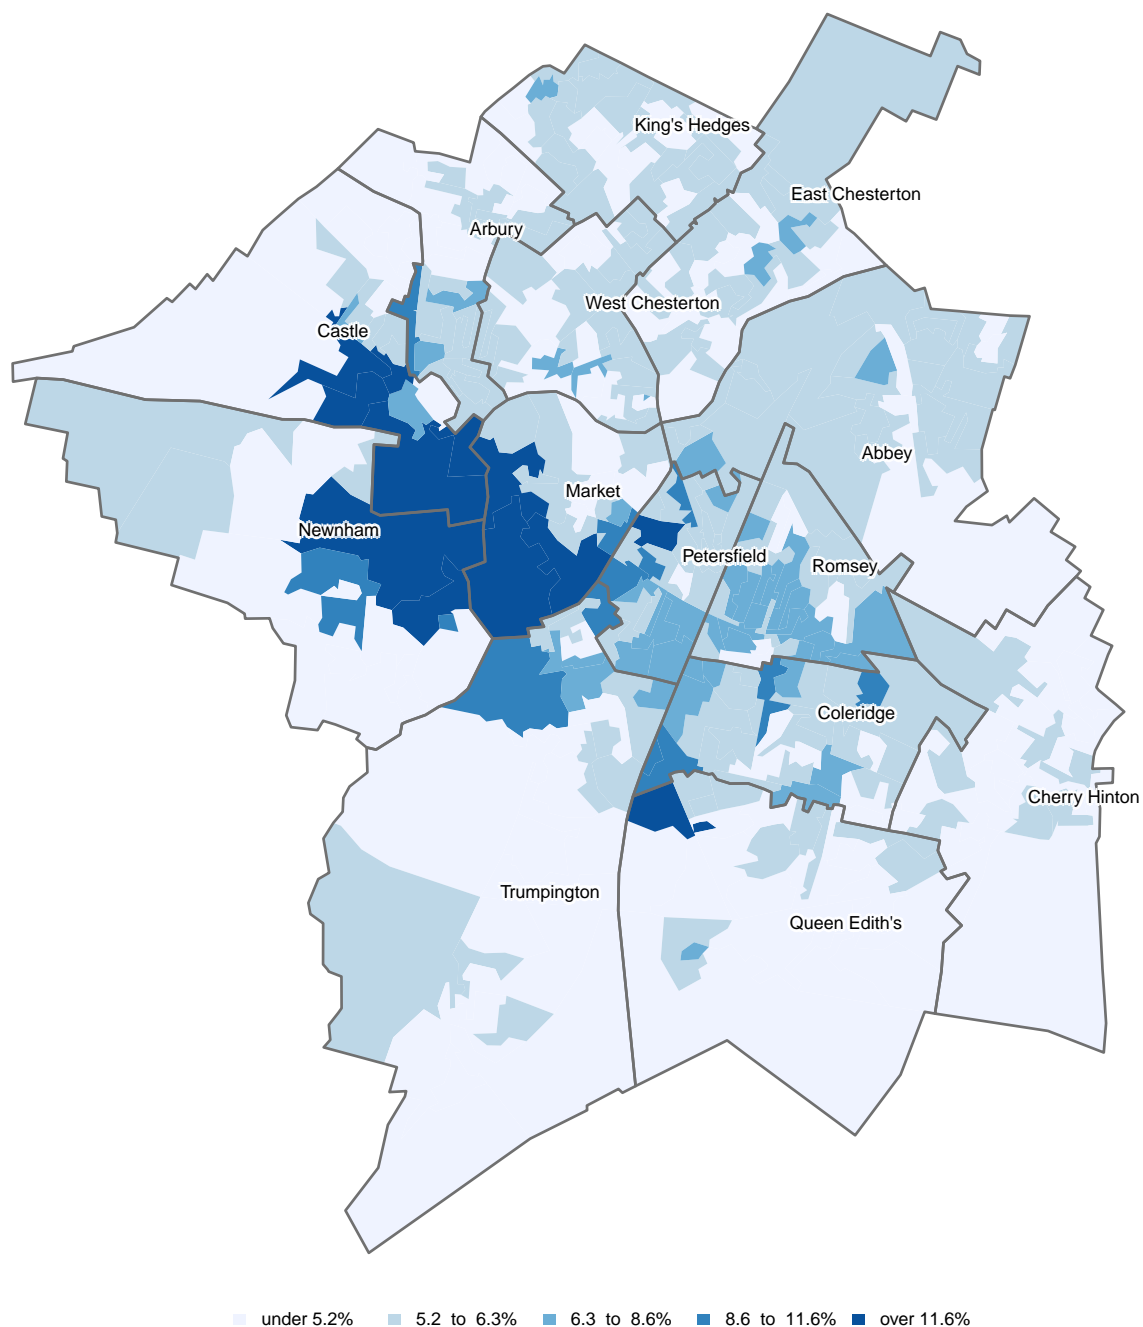 King's Hedges
East Chesterton
Arbury
West Chesterton
Castle
Abbey
Market
Newnham
Petersfield
Romsey
Coleridge
Cherry Hinton
Trumpington
Queen Edith's
under 5.2% 5.2 to 6.3% 6.3 to 8.6% 8.6 to 11.6% over 11.6%